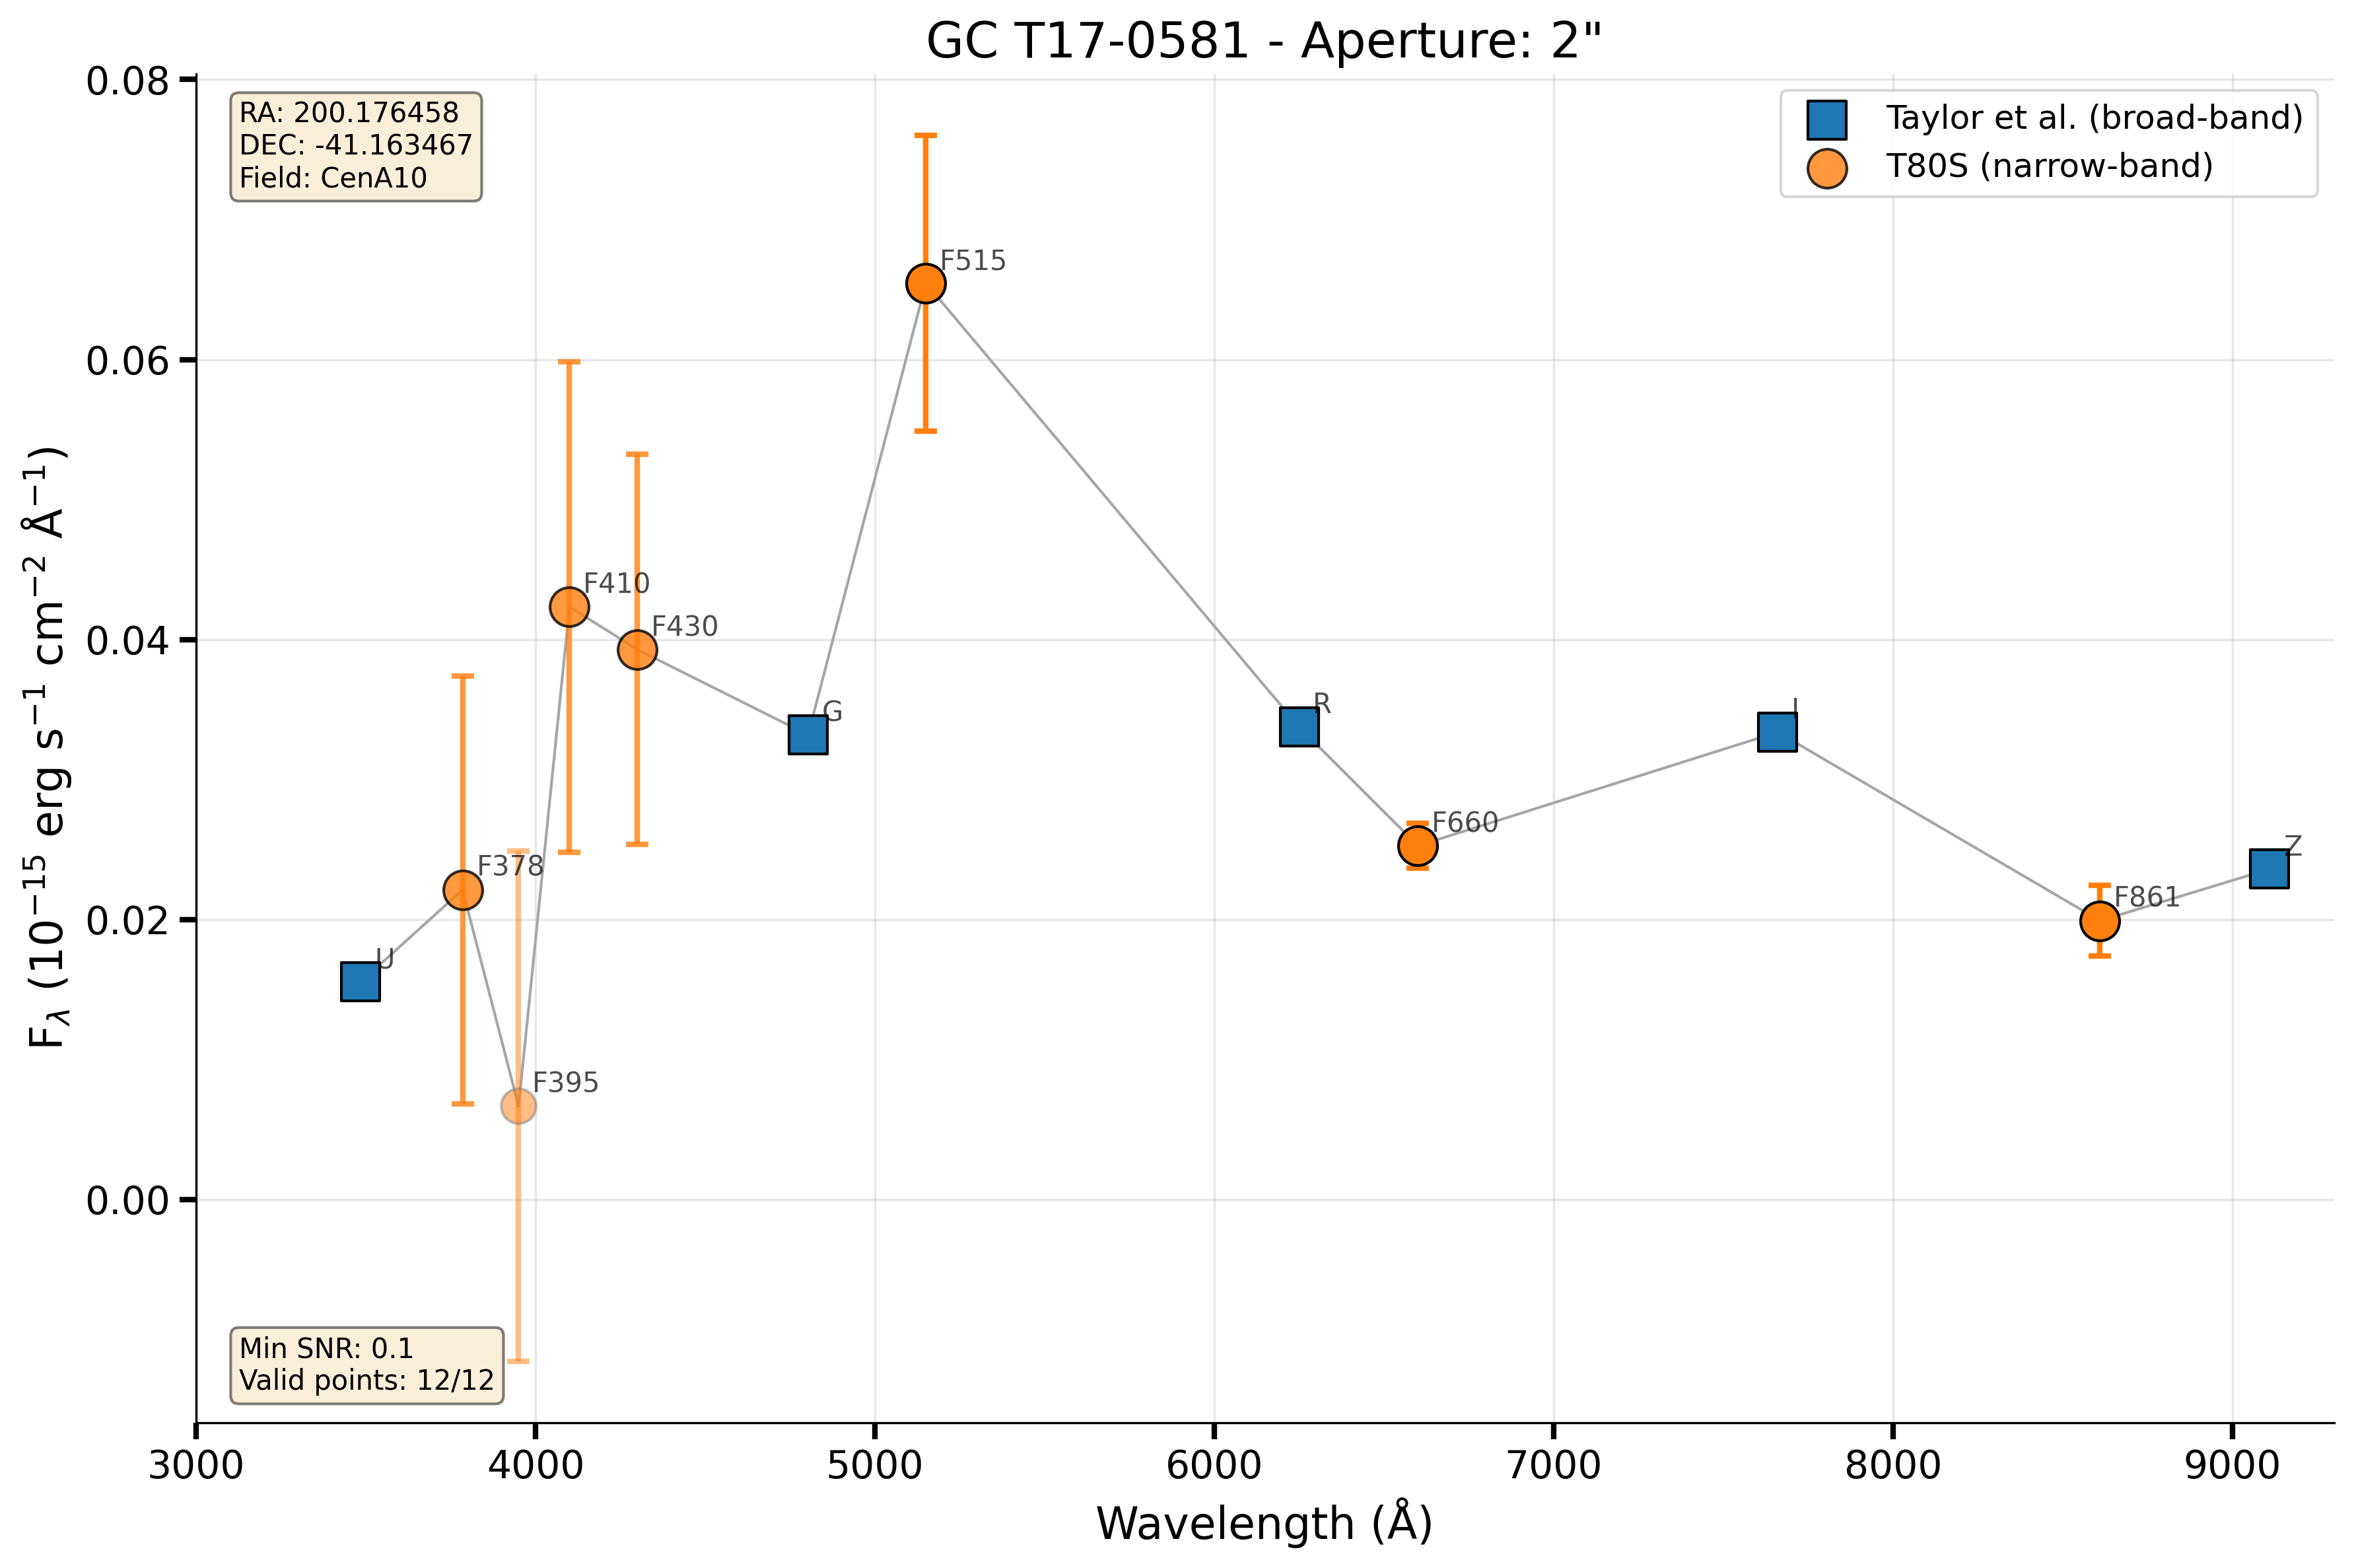 GC T17-0581 - Aperture: 2"
RA: 200.176458
DEC: -41.163467
Field: CenA10
Taylor et al. (broad-band)
T80S (narrow-band)
0.08
0.06
0.04
0.02
0.00
F$_λ$ (10$^{−15}$ erg s$^{−1}$ cm$^{−2}$ Å$^{−1}$)
U
F378
F395
F410
F430
G
F515
R
F660
I
F861
Z
Min SNR: 0.1
Valid points: 12/12
3000 4000 5000 6000 7000 8000 9000
Wavelength (Å)